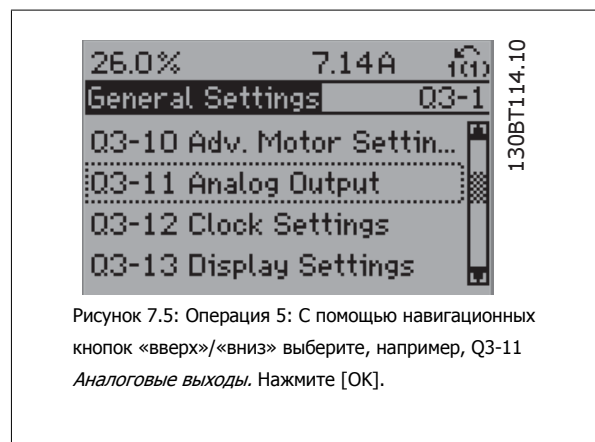 26.0% 7.14A 1(1)
General Settings Q3-1
Q3-10 Adv. Motor Settin...
Q3-11 Analog Output
Q3-12 Clock Settings
Q3-13 Display Settings
130BT114.10
Рисунок 7.5: Операция 5: С помощью навигационных
кнопок «вверх»/«вниз» выберите, например, Q3-11
Аналоговые выходы. Нажмите [OK].